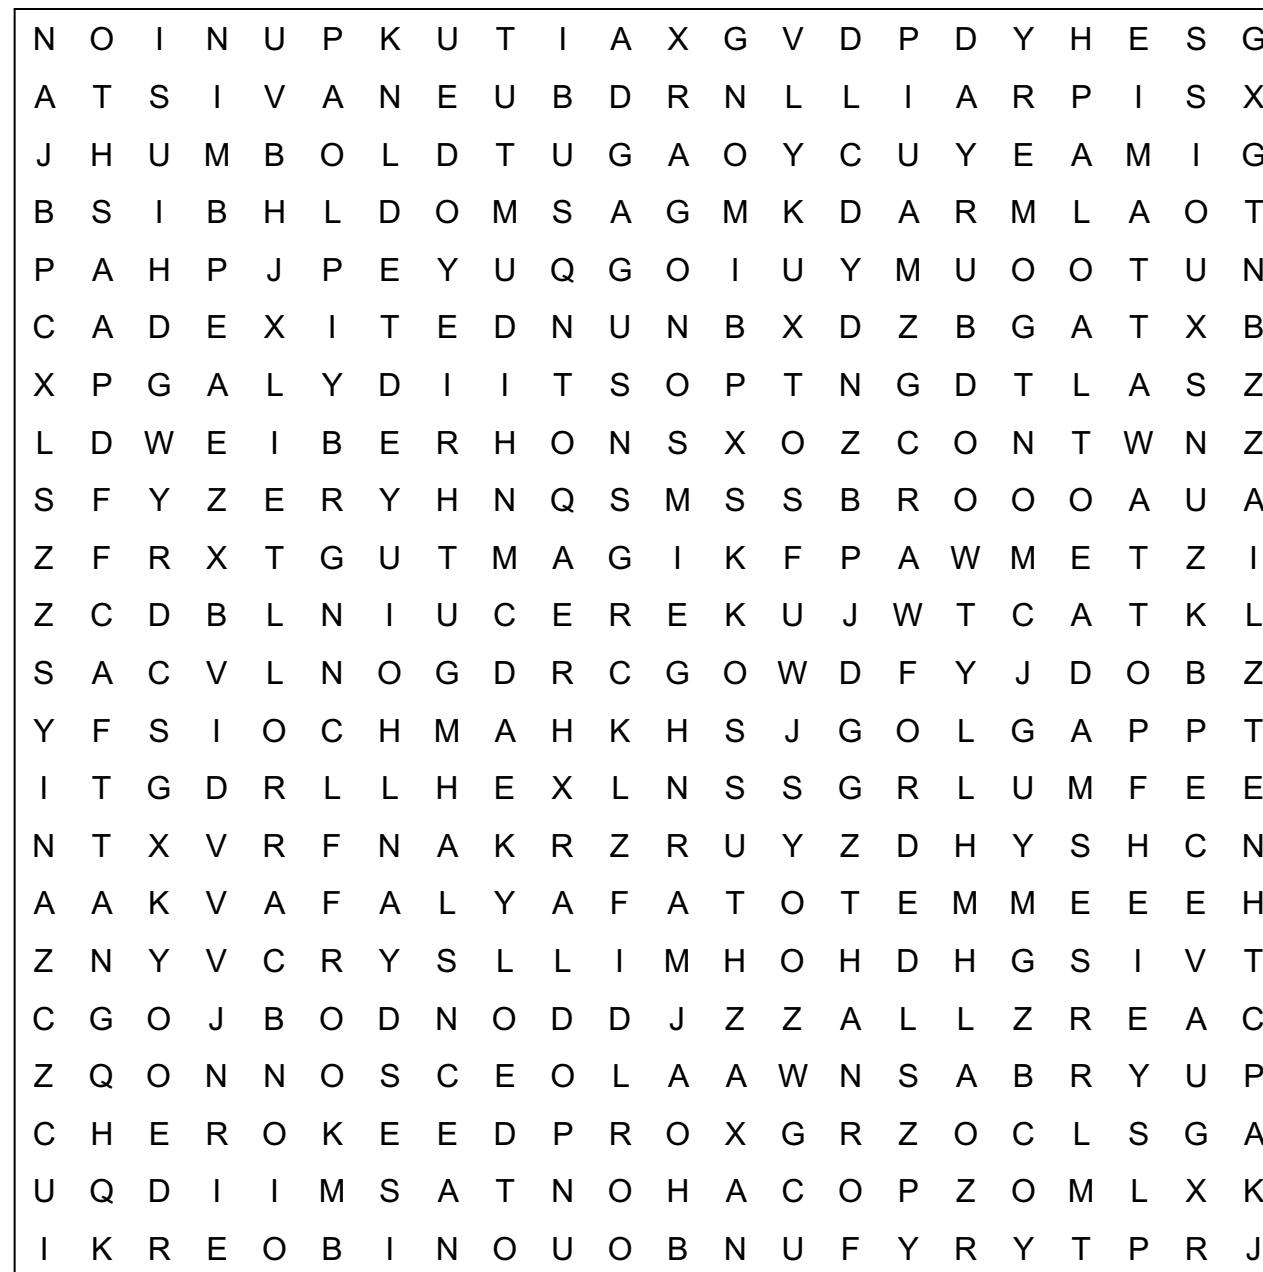 N O I N U P K U T I A X G V D P D Y H E S G
A T S I V A N E U B D R N L L I A R P I S X
J H U M B O L D T U G A O Y C U Y E A M I G
B S I B H L D O M S A G M K D A R M L A O T
P A H P J P E Y U Q G O I U Y M U O O T U N
C A D E X I T E D N U N B X D Z B G A T X B
X P G A L Y D I I T S O P T N G D T L A S Z
L D W E I B E R H O N S X O Z C O N T W N Z
S F Y Z E R Y H N Q S M S S B R O O O A U A
Z F R X T G U T M A G I K F P A W M E T Z I
Z C D B L N I U C E R E K U J W T C A T K L
S A C V L N O G D R C G O W D F Y J D O B Z
Y F S I O C H M A H K H S J G O L G A P P T
I T G D R L L H E X L N S S G R L U M F E E
N T X V R F N A K R Z R U Y Z D H Y S H C N
A A K V A F A L Y A F A T O T E M M E E E H
Z N Y V C R Y S L L I M H O H D H G S I V T
C G O J B O D N O D D J Z Z A L L Z R E A C
Z Q O N N O S C E O L A A W N S A B R Y U P
C H E R O K E E D P R O X G R Z O C L S G A
U Q D I I M S A T N O H A C O P Z O M L X K
I K R E O B I N O U O B N U F Y R Y T P R J